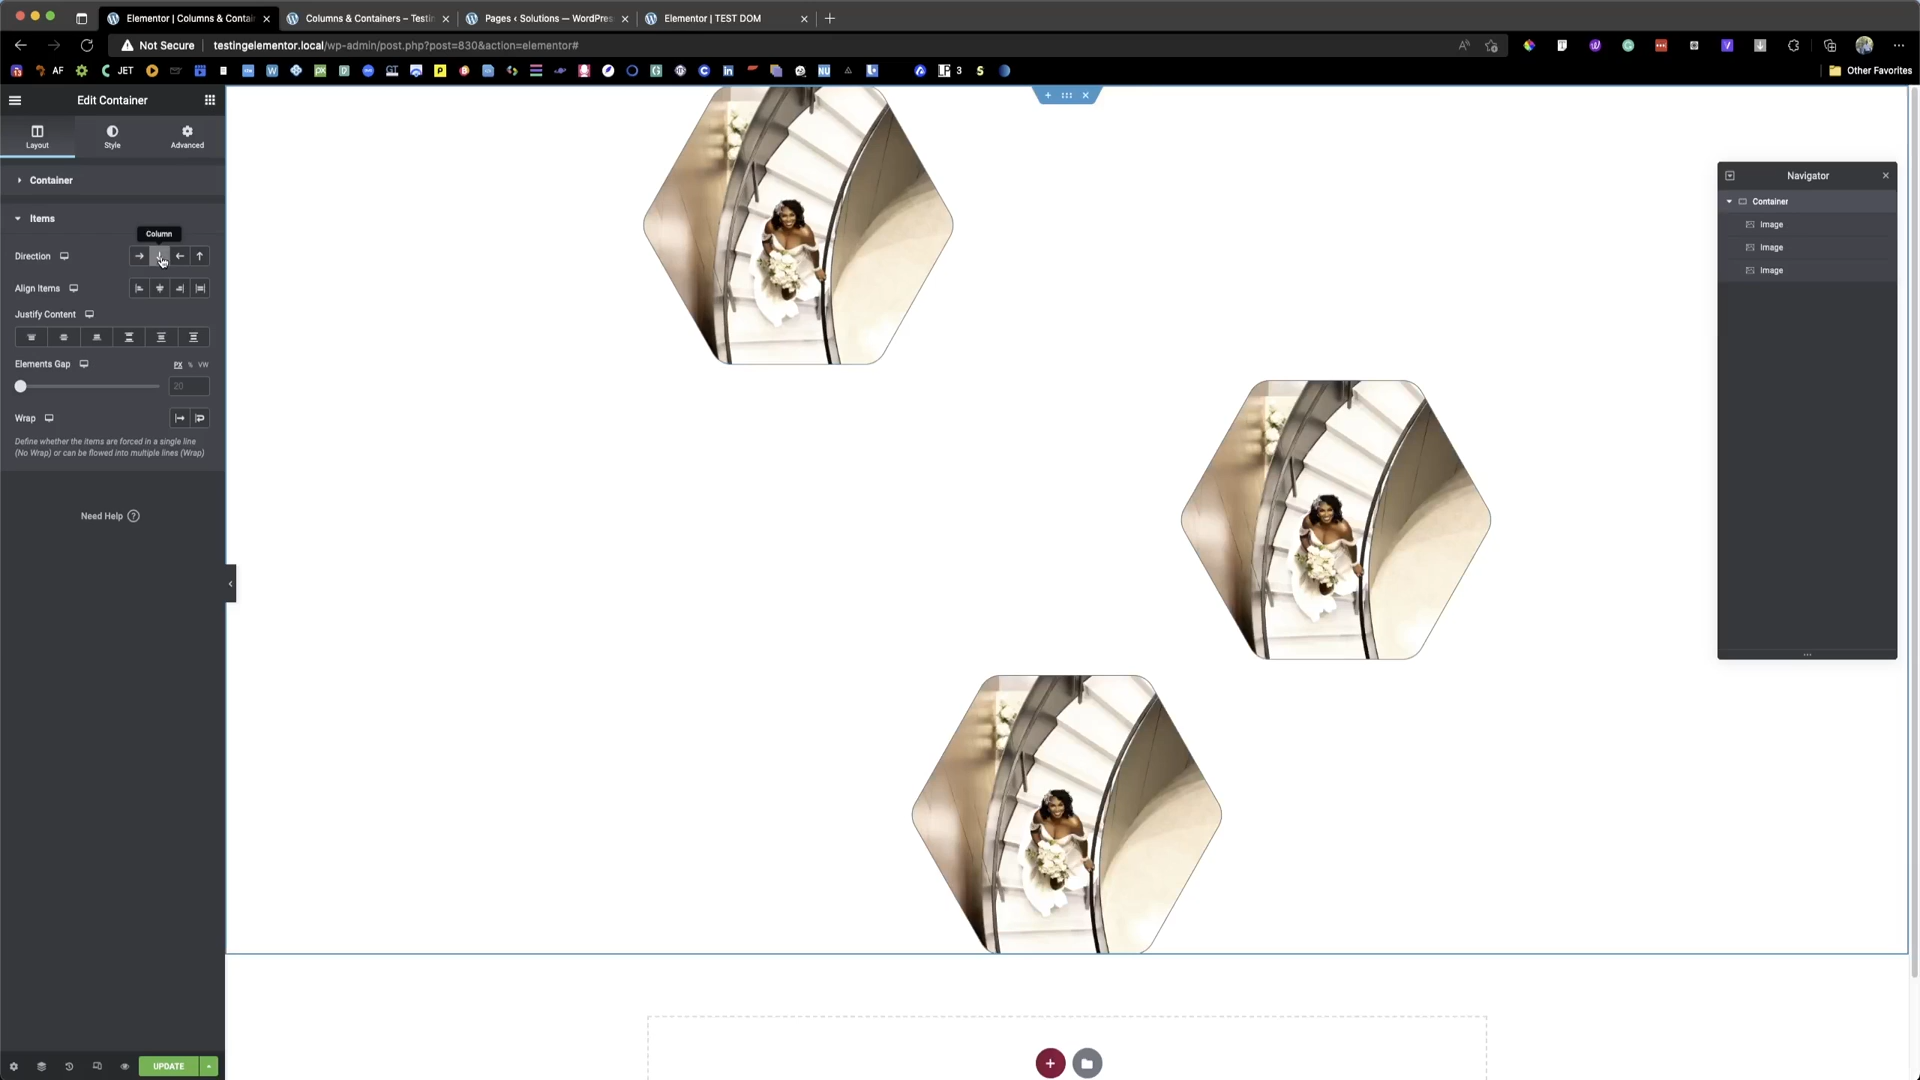 Elementor | Columns & Contai
Columns & Containers – Testin
Pages ‹ Solutions — WordPres
Elementor | TEST DOM
Not Secure
testingelementor.local/wp-admin/post.php?post=830&action=elementor#
AF
JET
3
Other Favorites
Edit Container
Layout
Style
Advanced
Container
Items
Column
Direction
Align Items
Justify Content
Elements Gap
PX % VW
20
Wrap
Define whether the items are forced in a single line
(No Wrap) or can be flowed into multiple lines (Wrap)
Need Help
UPDATE
Navigator
Container
Image
Image
Image